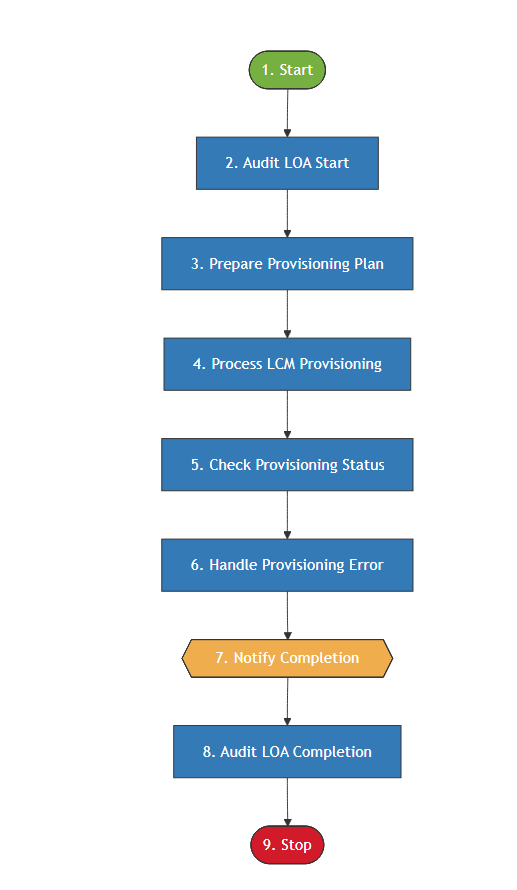 1. Start
2. Audit LOA Start
3. Prepare Provisioning Plan
4. Process LCM Provisioning
5. Check Provisioning Status
6. Handle Provisioning Error
7. Notify Completion
8. Audit LOA Completion
9. Stop